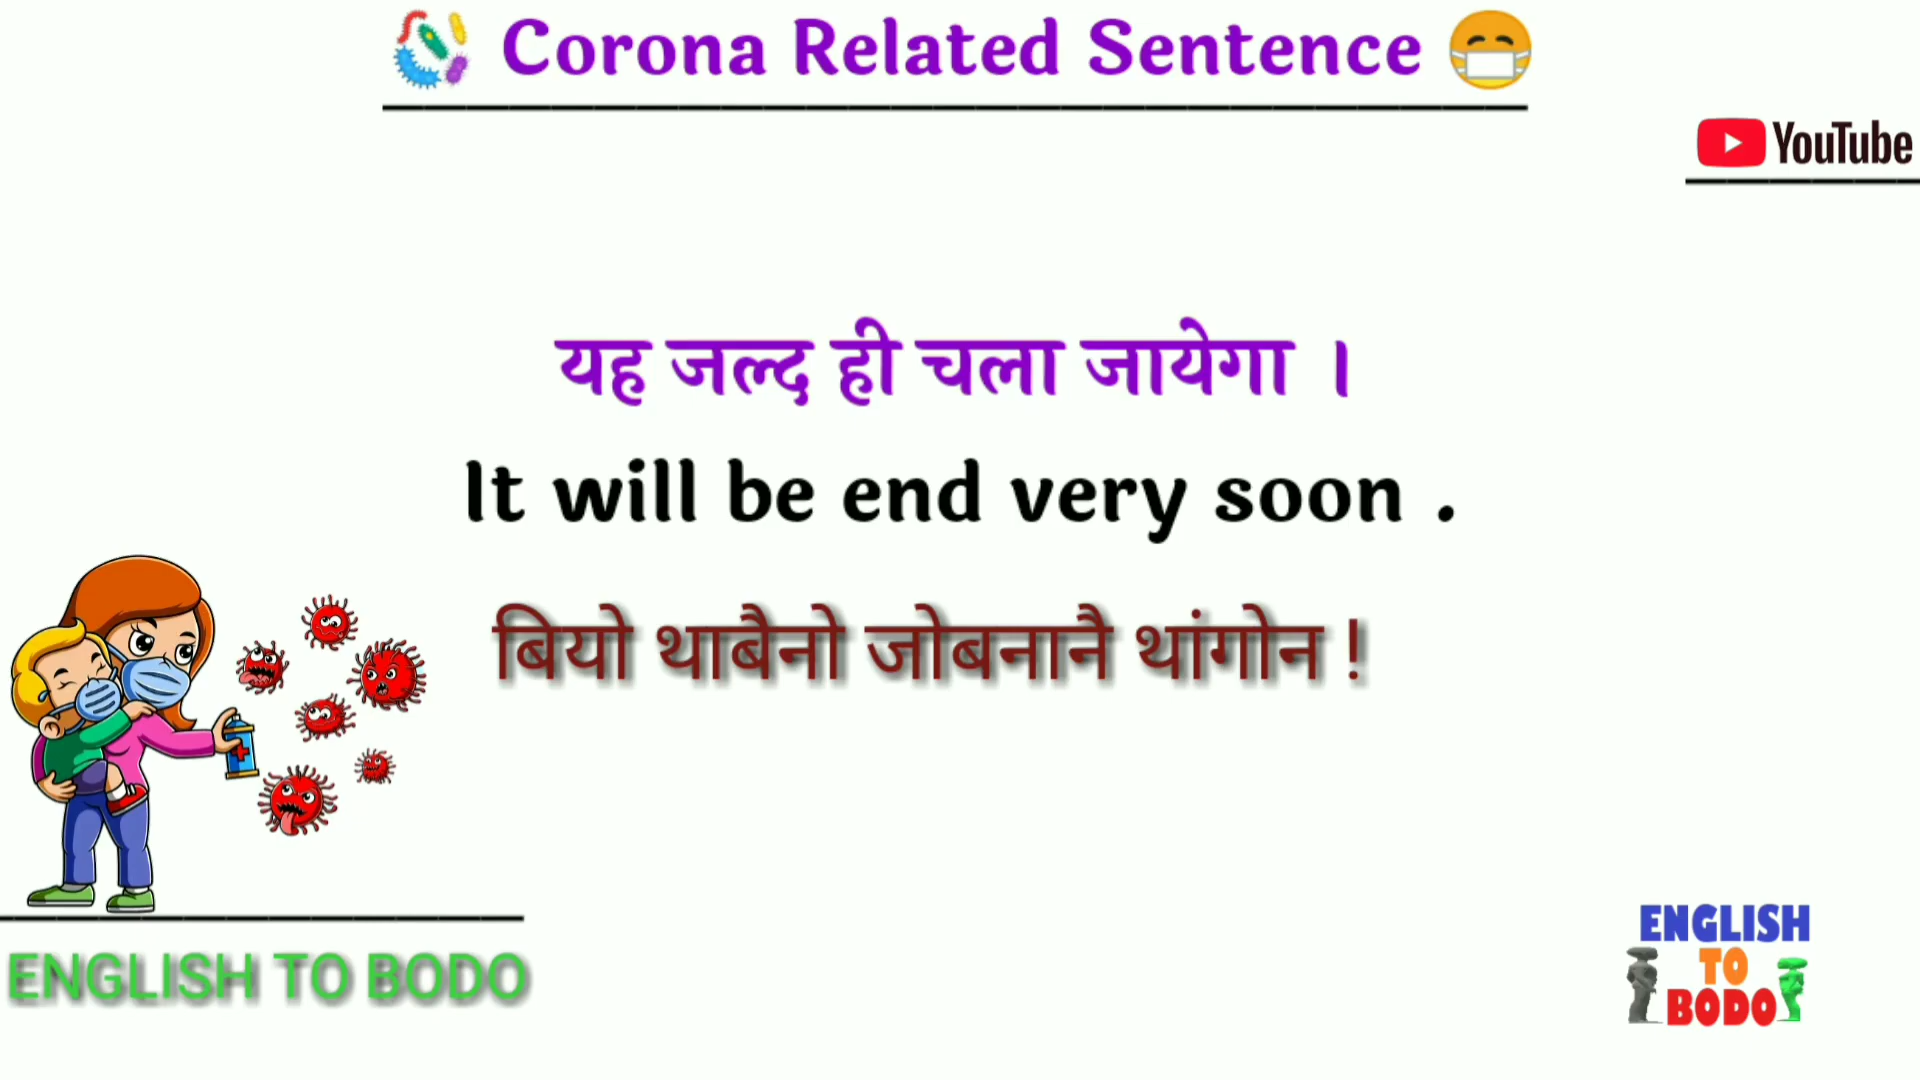 Corona Related Sentence
YouTube
यह जल्द ही चला जायेगा ।
It will be end very soon .
बियो थाबैनो जोबनानै थांगोन !
ENGLISH TO BODO
ENGLISH
TO
BODO